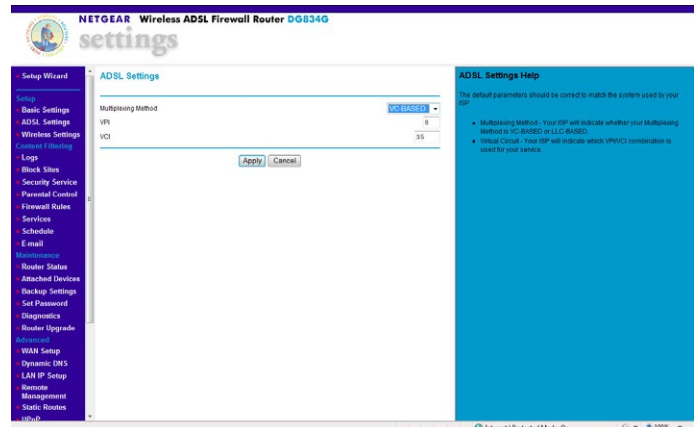 NETGEAR Wireless ADSL Firewall Router DG834G
settings
Setup Wizard
Setup
Basic Settings
ADSL Settings
Wireless Settings
Content Filtering
Logs
Block Sites
Security Service
Parental Control
Firewall Rules
Services
Schedule
E-mail
Maintenance
Router Status
Attached Devices
Backup Settings
Set Password
Diagnostics
Router Upgrade
Advanced
WAN Setup
Dynamic DNS
LAN IP Setup
Remote
Management
Static Routes
UPnP
ADSL Settings
Multiplexing Method VC-BASED
VPI 8
VCI 35
Apply Cancel
ADSL Settings Help
The default parameters should be correct to match the system used by your
ISP
Multiplexing Method - Your ISP will indicate whether your Multiplexing
Method is VC-BASED or LLC-BASED.
Virtual Circuit - Your ISP will indicate which VPI/VCI combination is
used for your service.